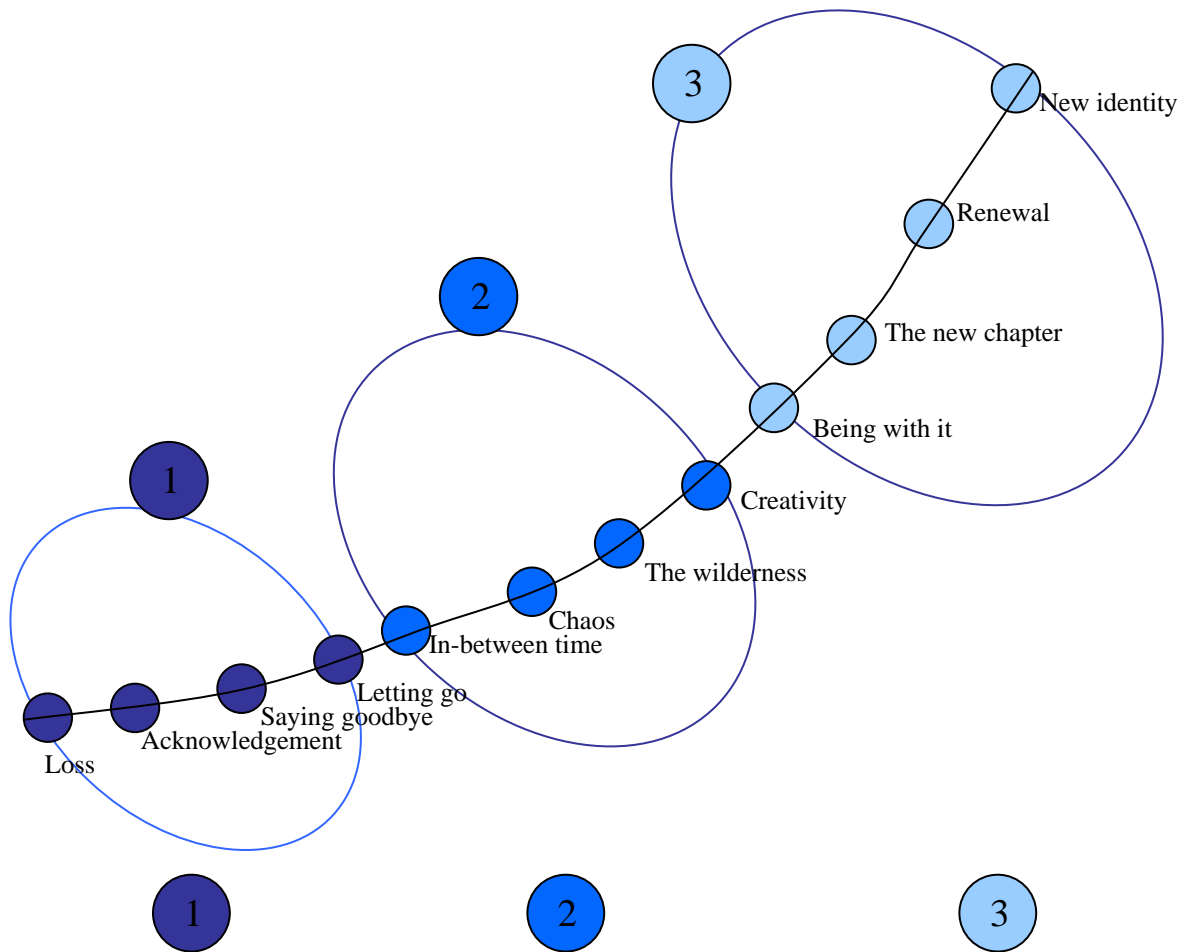 3
New identity
Renewal
2
The new chapter
Being with it
1
Creativity
The wilderness
Chaos
In-between time
Letting go
Saying goodbye
Acknowledgement
Loss
1
2
3